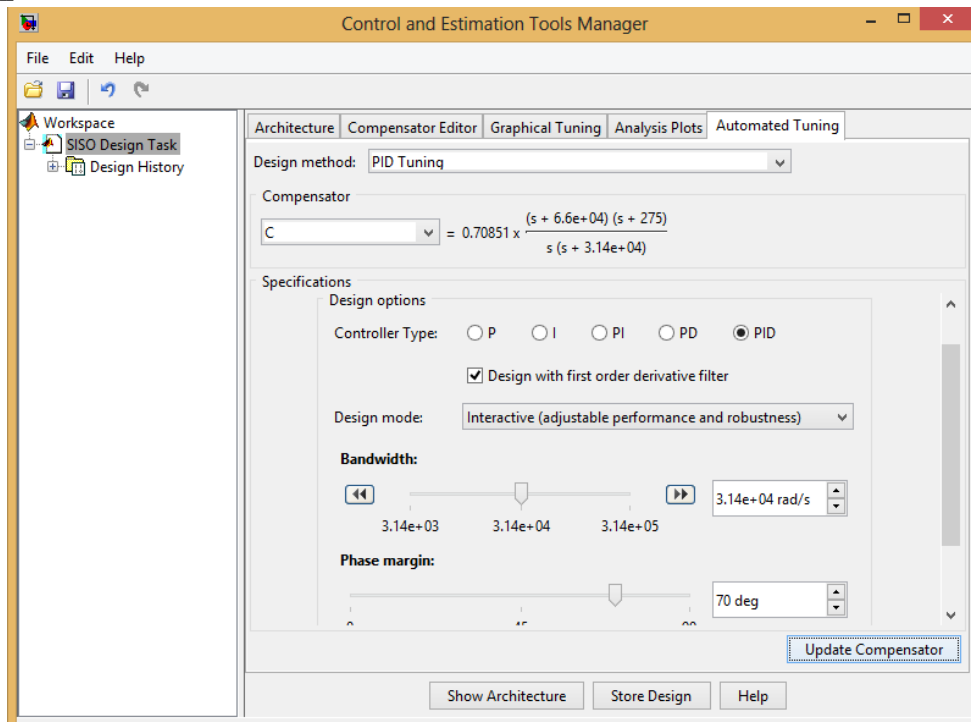 Control and Estimation Tools Manager
File Edit Help
Workspace
SISO Design Task
Design History
Architecture Compensator Editor Graphical Tuning Analysis Plots Automated Tuning
Design method: PID Tuning
Compensator
C = 0.70851 x (s + 6.6e+04) (s + 275)
s (s + 3.14e+04)
Specifications
Design options
Controller Type: P I PI PD PID
Design with first order derivative filter
Design mode: Interactive (adjustable performance and robustness)
Bandwidth:
3.14e+04 rad/s
3.14e+03 3.14e+04 3.14e+05
Phase margin:
70 deg
Update Compensator
Show Architecture Store Design Help